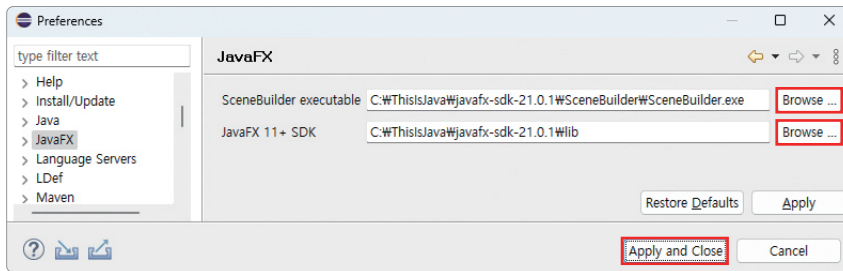 Preferences
type filter text
Help
Install/Update
Java
JavaFX
Language Servers
LDef
Maven
JavaFX
SceneBuilder executable C:₩ThisIsJava₩javafx-sdk-21.0.1₩SceneBuilder₩SceneBuilder.exe Browse ...
JavaFX 11+ SDK C:₩ThisIsJava₩javafx-sdk-21.0.1₩lib Browse ...
Restore Defaults Apply
Apply and Close Cancel